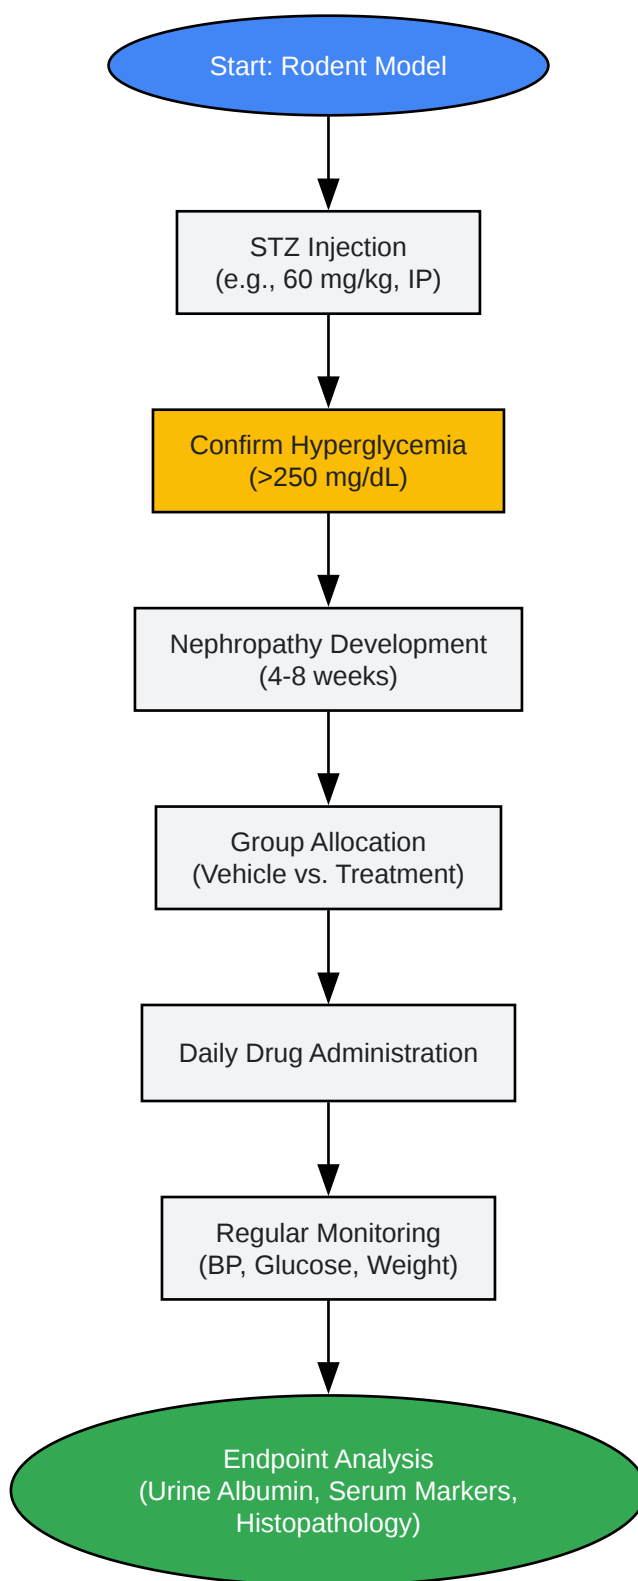 Start: Rodent Model
STZ Injection
(e.g., 60 mg/kg, IP)
Confirm Hyperglycemia
(>250 mg/dL)
Nephropathy Development
(4-8 weeks)
Group Allocation
(Vehicle vs. Treatment)
Daily Drug Administration
Regular Monitoring
(BP, Glucose, Weight)
Endpoint Analysis
(Urine Albumin, Serum Markers,
Histopathology)